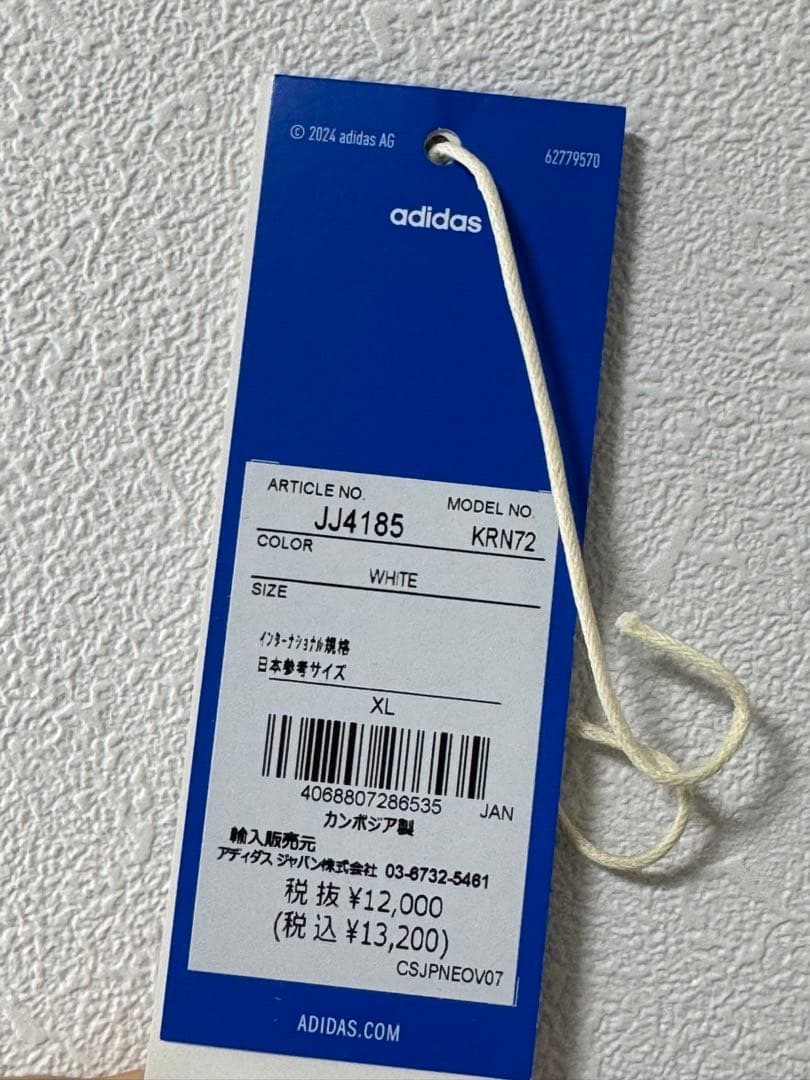 © 2024 adidas AG
62779570
adidas
ARTICLE NO. MODEL NO.
JJ4185 KRN72
COLOR
WHITE
SIZE
インターナショナル規格
日本参考サイズ
XL
4068807286535 JAN
カンボジア製
輸入販売元
アディダス ジャパン株式会社 03-6732-5461
税 抜 ¥12,000
(税 込 ¥13,200)
CSJPNEOV07
ADIDAS.COM